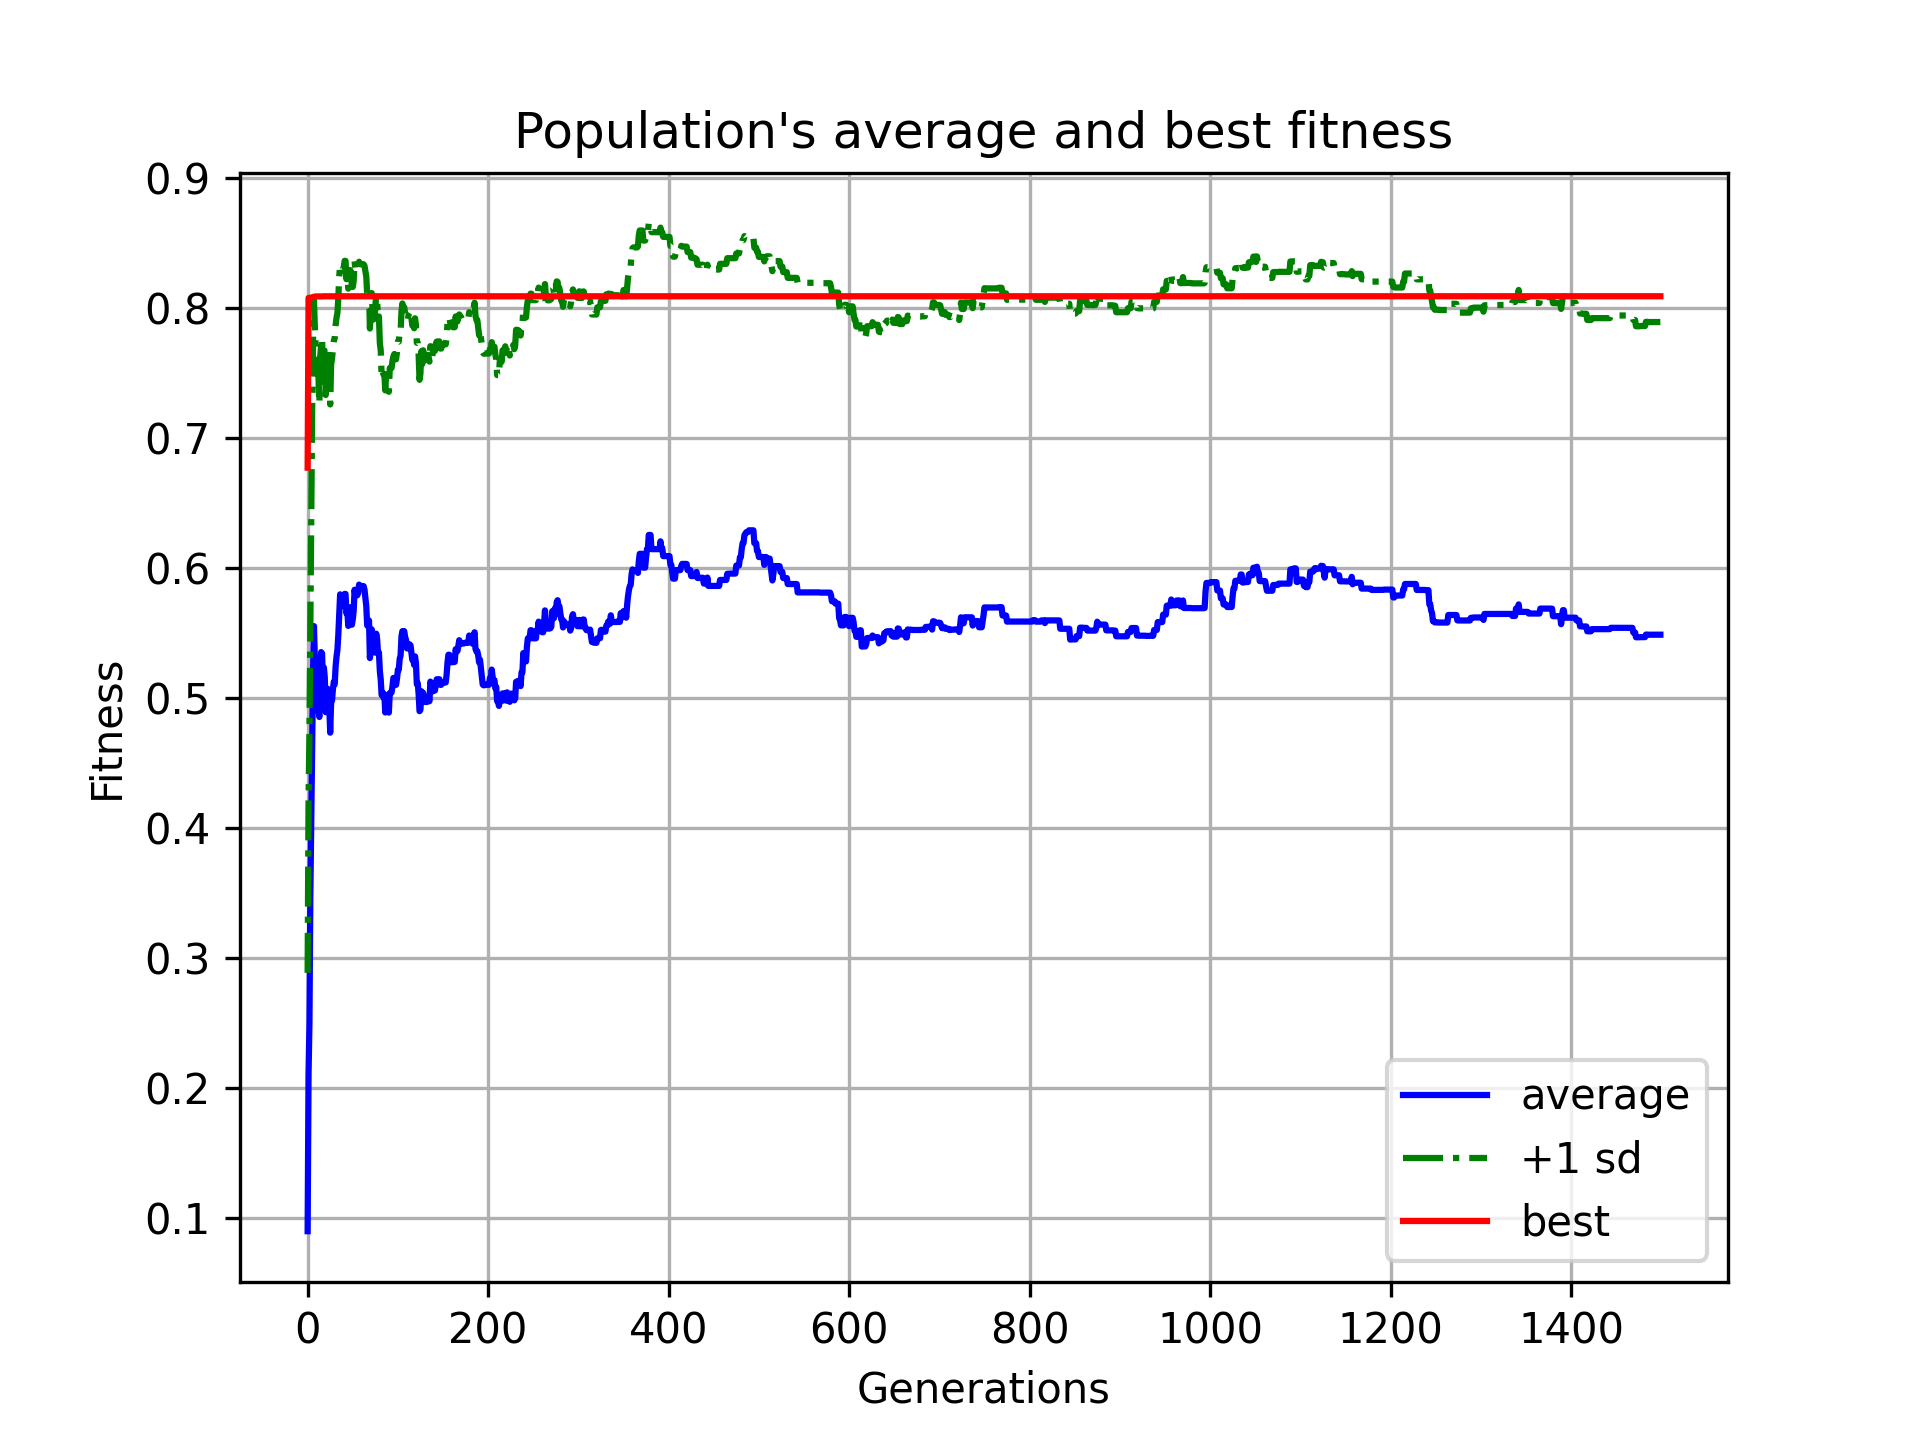 Population's average and best fitness
0.9
0.8
0.7
0.6
0.5
0.4
0.3
0.2
0.1
Fitness
average
+1 sd
best
0 200 400 600 800 1000 1200 1400
Generations